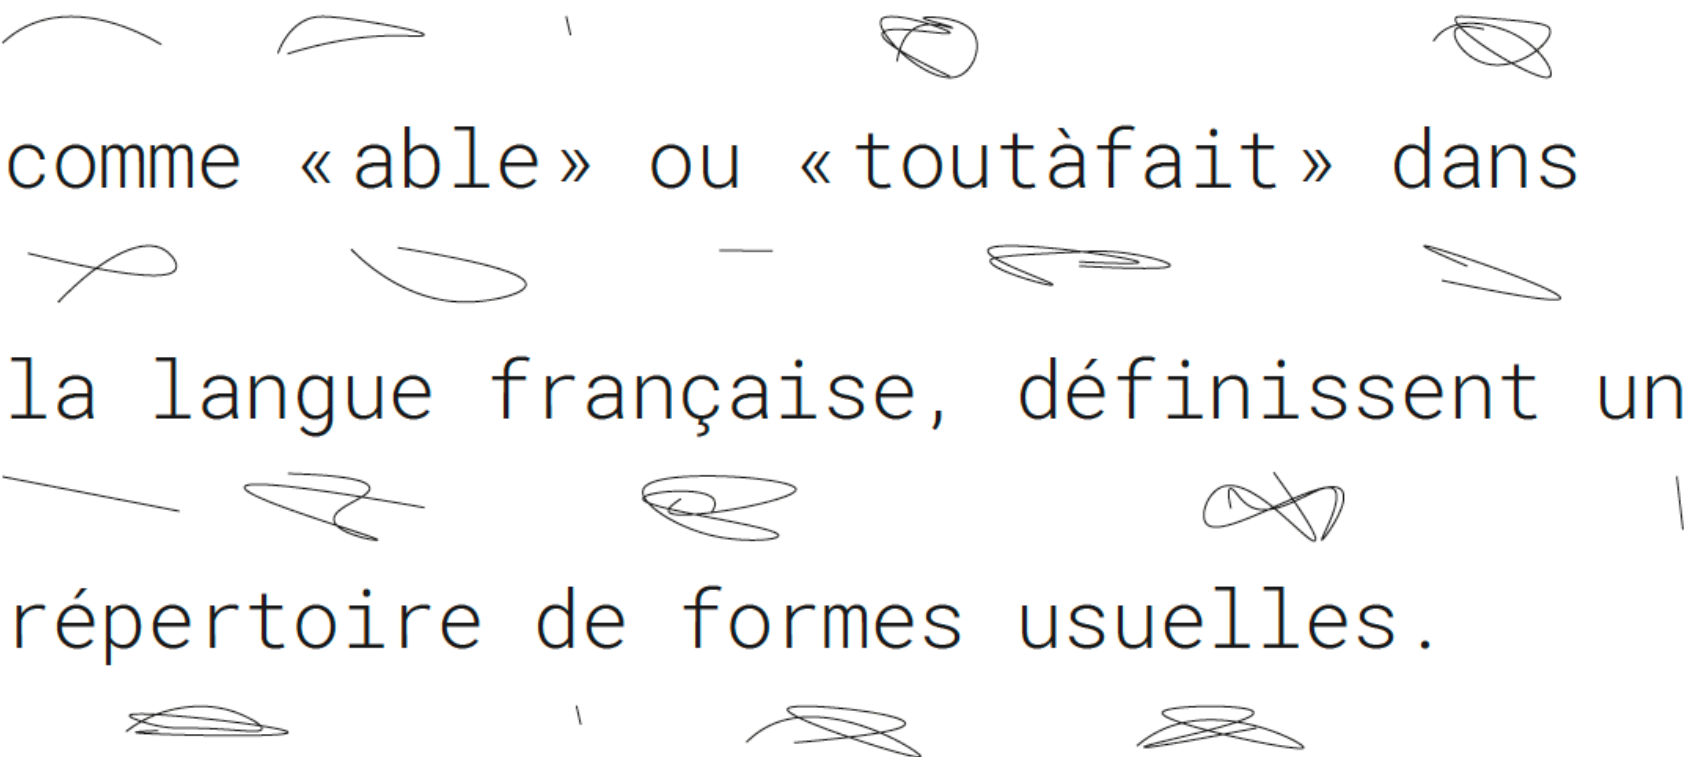 comme «able» ou «toutàfait» dans
la langue française, définissent un
répertoire de formes usuelles.